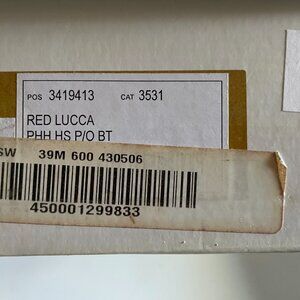 POS 3419413 CAT 3531
RED LUCCA
PHH HS P/O BT
SW 39M 600 430506
450001299833